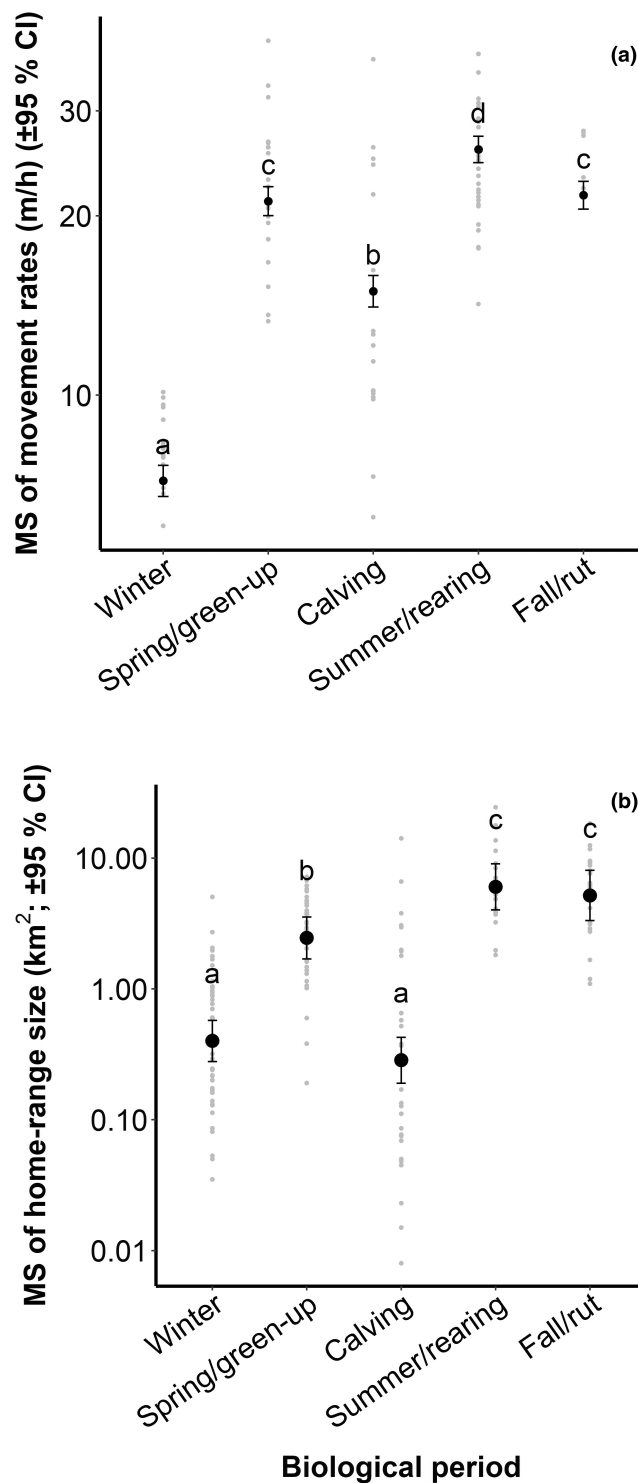 MS of movement rates (m/h) (±95 % CI)
(a)
30
20
10
a
c
b
d
c
Winter
Spring/green-up
Calving
Summer/rearing
Fall/rut
MS of home-range size (km²; ±95 % CI)
(b)
10.00
1.00
0.10
0.01
a
b
a
c
c
Winter
Spring/green-up
Calving
Summer/rearing
Fall/rut
Biological period